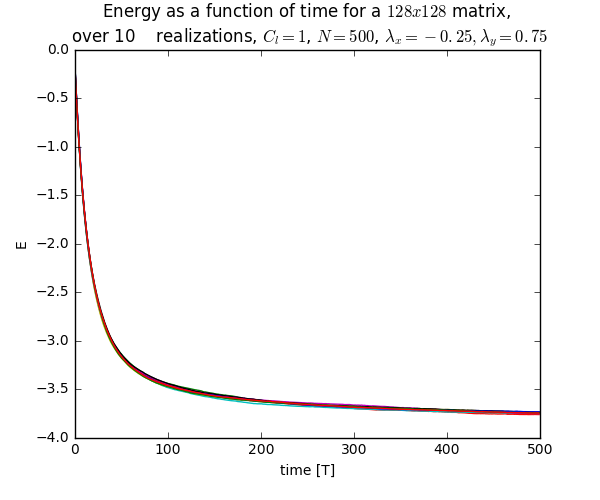 Energy as a function of time for a 128x128 matrix,
over 10 realizations, C_l = 1, N = 500, λ_x = −0.25, λ_y = 0.75
0.0
−0.5
−1.0
−1.5
−2.0
−2.5
−3.0
−3.5
−4.0
E
0 100 200 300 400 500
time [T]